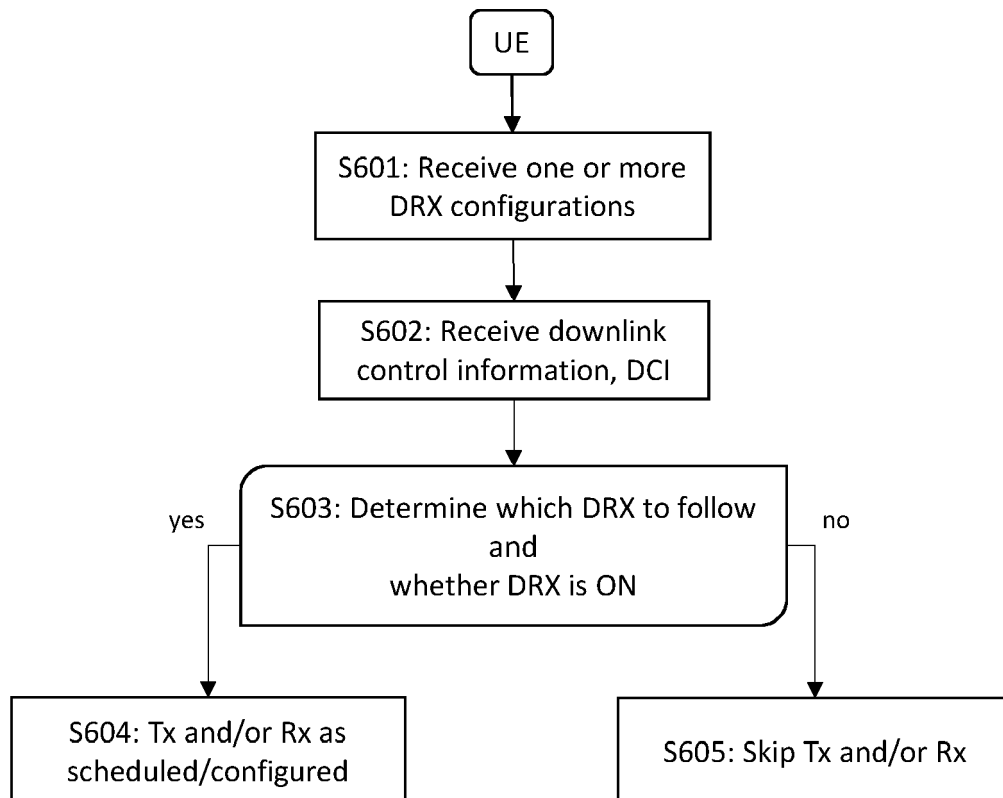 UE
S601: Receive one or more
DRX configurations
S602: Receive downlink
control information, DCI
S603: Determine which DRX to follow
and
whether DRX is ON
yes
no
S604: Tx and/or Rx as
scheduled/configured
S605: Skip Tx and/or Rx